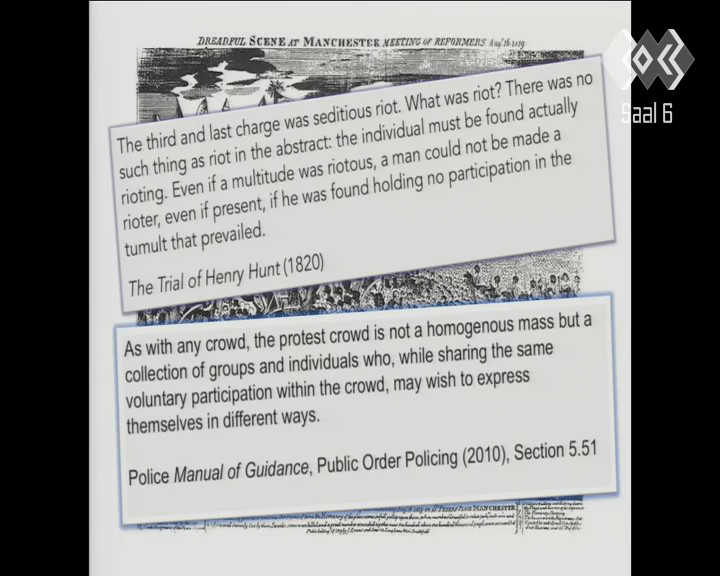 DREADFUL SCENE AT MANCHESTER MEETING OF REFORMERS Augst 16 1819
Saal 6
The third and last charge was seditious riot. What was riot? There was no
such thing as riot in the abstract: the individual must be found actually
rioting. Even if a multitude was riotous, a man could not be made a
rioter, even if present, if he was found holding no participation in the
tumult that prevailed.
The Trial of Henry Hunt (1820)
As with any crowd, the protest crowd is not a homogenous mass but a
collection of groups and individuals who, while sharing the same
voluntary participation within the crowd, may wish to express
themselves in different ways.
Police Manual of Guidance, Public Order Policing (2010), Section 5.51
MANCHESTER